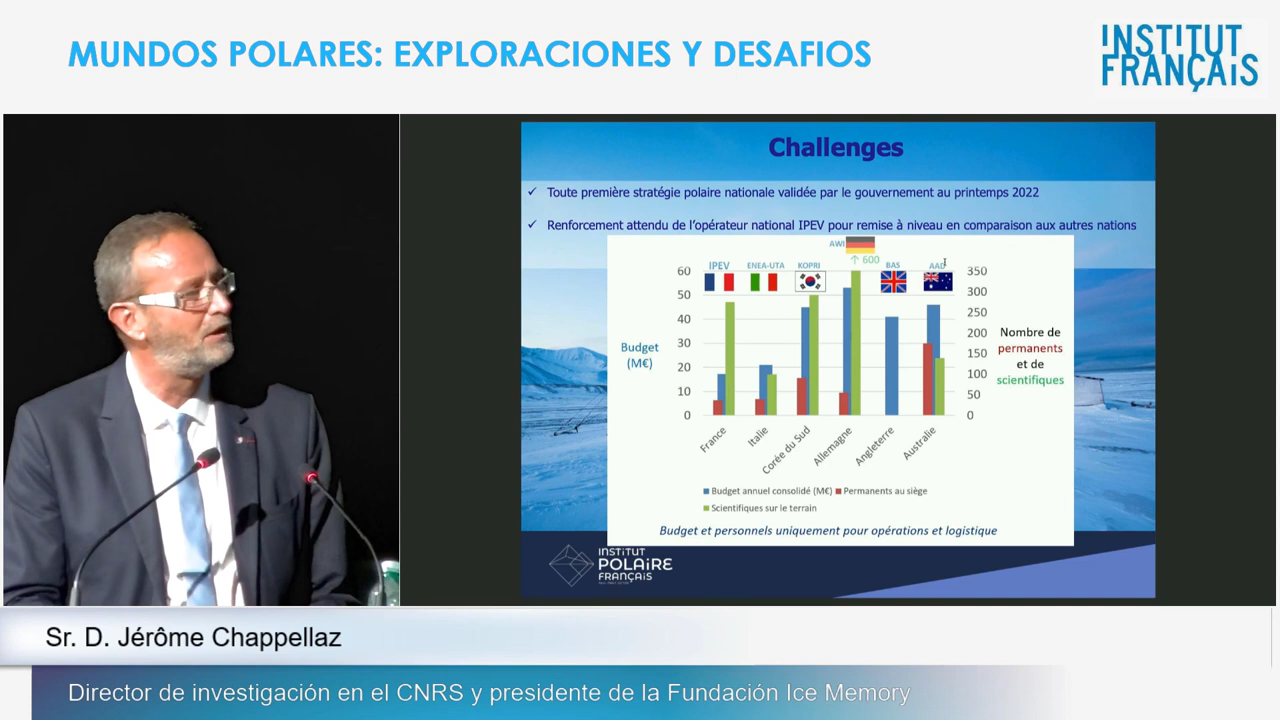 MUNDOS POLARES: EXPLORACIONES Y DESAFIOS
INSTITUT
FRANÇAiS
Challenges
✓ Toute première stratégie polaire nationale validée par le gouvernement au printemps 2022
✓ Renforcement attendu de l'opérateur national IPEV pour remise à niveau en comparaison aux autres nations
AWI
↑ 600
IPEV ENEA-UTA KOPRI BAS AAD
60
50
40
30
20
10
0
Budget
(M€)
350
300
250
200
150
100
50
0
Nombre de
permanents
et de
scientifiques
France
Italie
Corée du Sud
Allemagne
Angleterre
Australie
Budget annuel consolidé (M€) Permanents au siège
Scientifiques sur le terrain
Budget et personnels uniquement pour opérations et logistique
INSTiTUT
POLAiRE
FRANÇAiS
Sr. D. Jérôme Chappellaz
Director de investigación en el CNRS y presidente de la Fundación Ice Memory